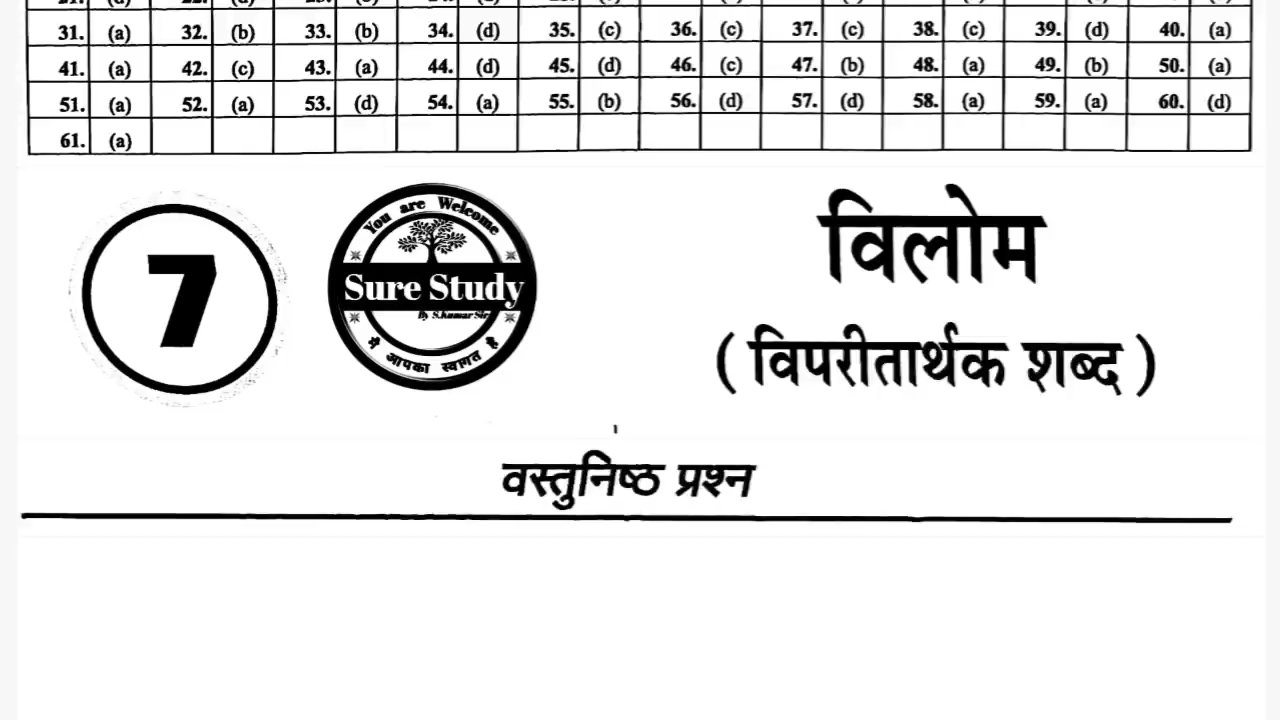 31. (a) 32. (b) 33. (b) 34. (d) 35. (c) 36. (c) 37. (c) 38. (c) 39. (d) 40. (a)
41. (a) 42. (c) 43. (a) 44. (d) 45. (d) 46. (c) 47. (b) 48. (a) 49. (b) 50. (a)
51. (a) 52. (a) 53. (d) 54. (a) 55. (b) 56. (d) 57. (d) 58. (a) 59. (a) 60. (d)
61. (a)
7
You are Welcome
Sure Study
By S.kumar Sir
में आपका स्वागत है
विलोम
( विपरीतार्थक शब्द )
वस्तुनिष्ठ प्रश्न